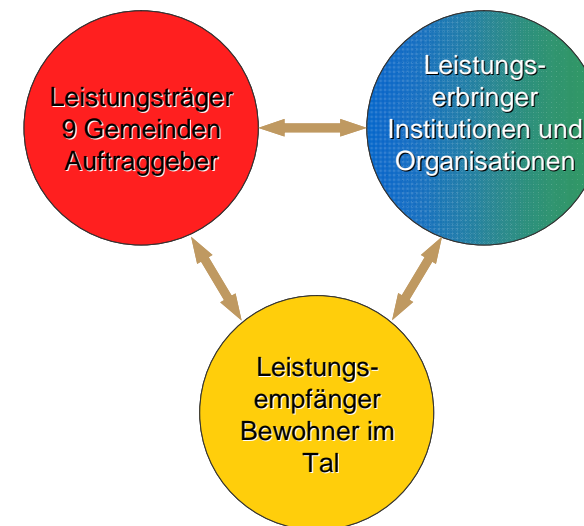 Leistungsträger
9 Gemeinden
Auftraggeber
Leistungs-
erbringer
Institutionen und
Organisationen
Leistungs-
empfänger
Bewohner im
Tal